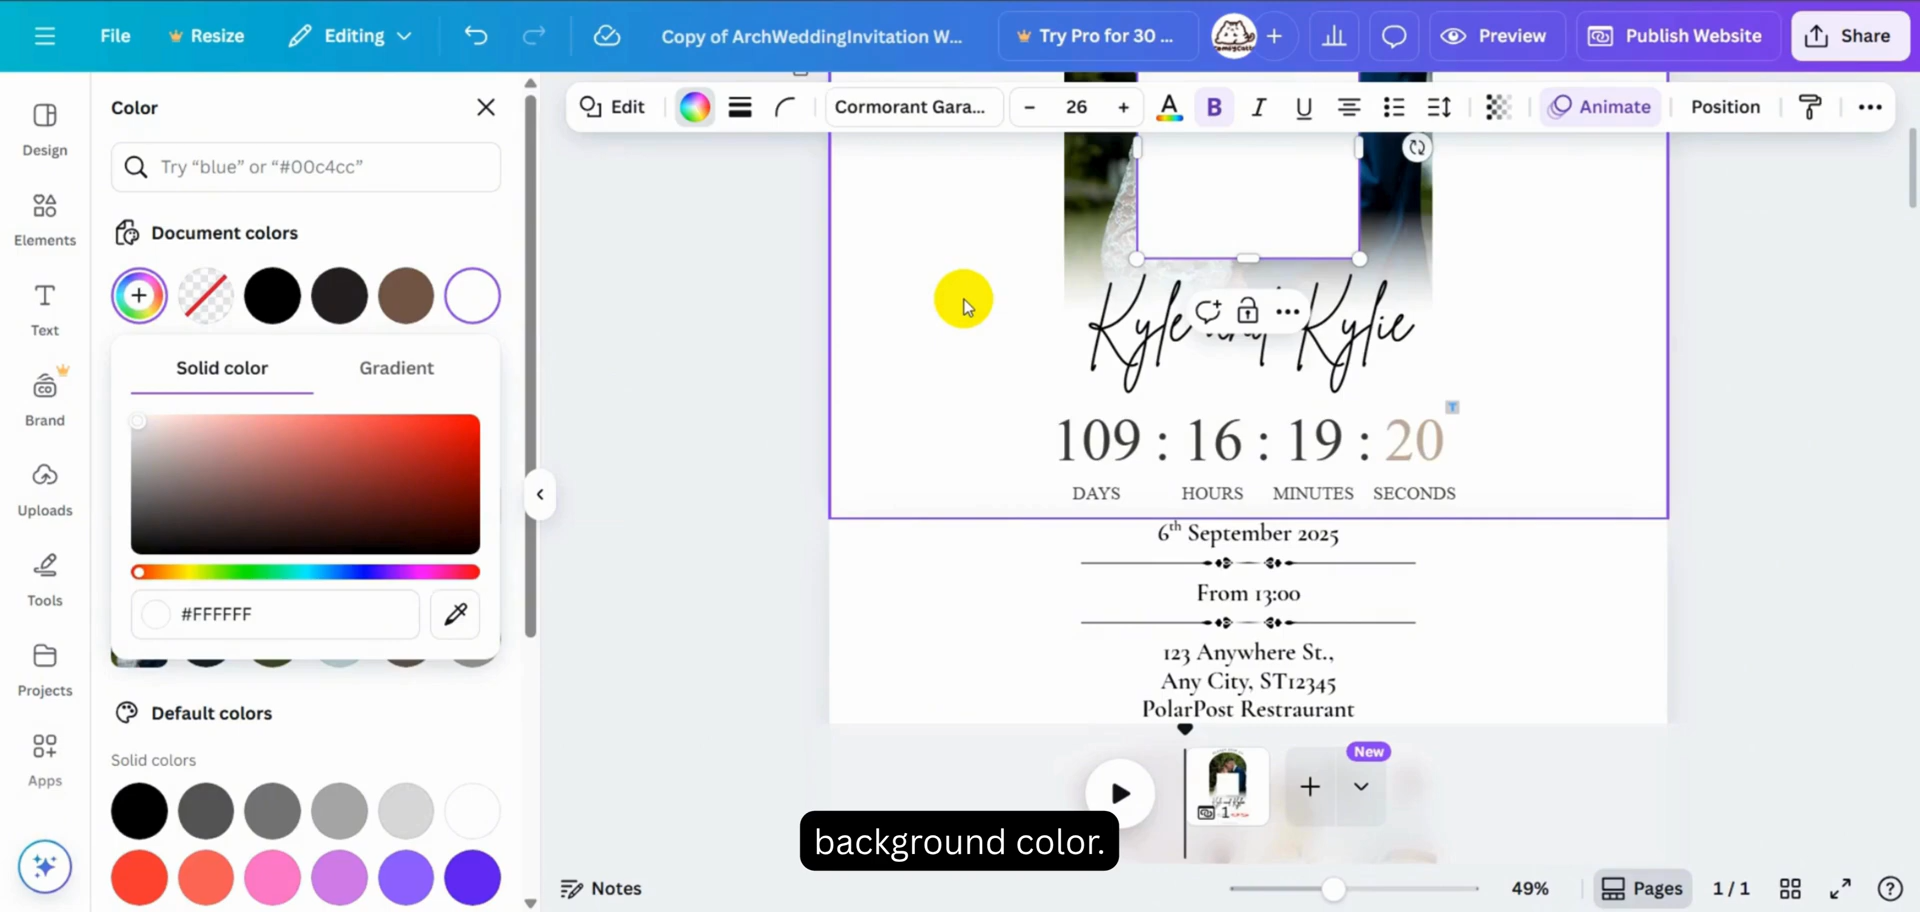 File
Resize
Editing
Copy of ArchWeddingInvitation W...
Try Pro for 30 ...
Preview
Publish Website
Share
Design
Elements
Text
Brand
Uploads
Tools
Projects
Apps
Color
Try “blue” or “#00c4cc”
Document colors
Solid color
Gradient
#FFFFFF
Default colors
Solid colors
Edit
Cormorant Gara...
– 26 +
A
B
I
U
Animate
Position
Kyle and Kylie
109 : 16 : 19 : 20
T
DAYS HOURS MINUTES SECONDS
6th September 2025
From 13:00
123 Anywhere St.,
Any City, ST12345
PolarPost Restraurant
New
1
background color.
Notes
49%
Pages
1 / 1